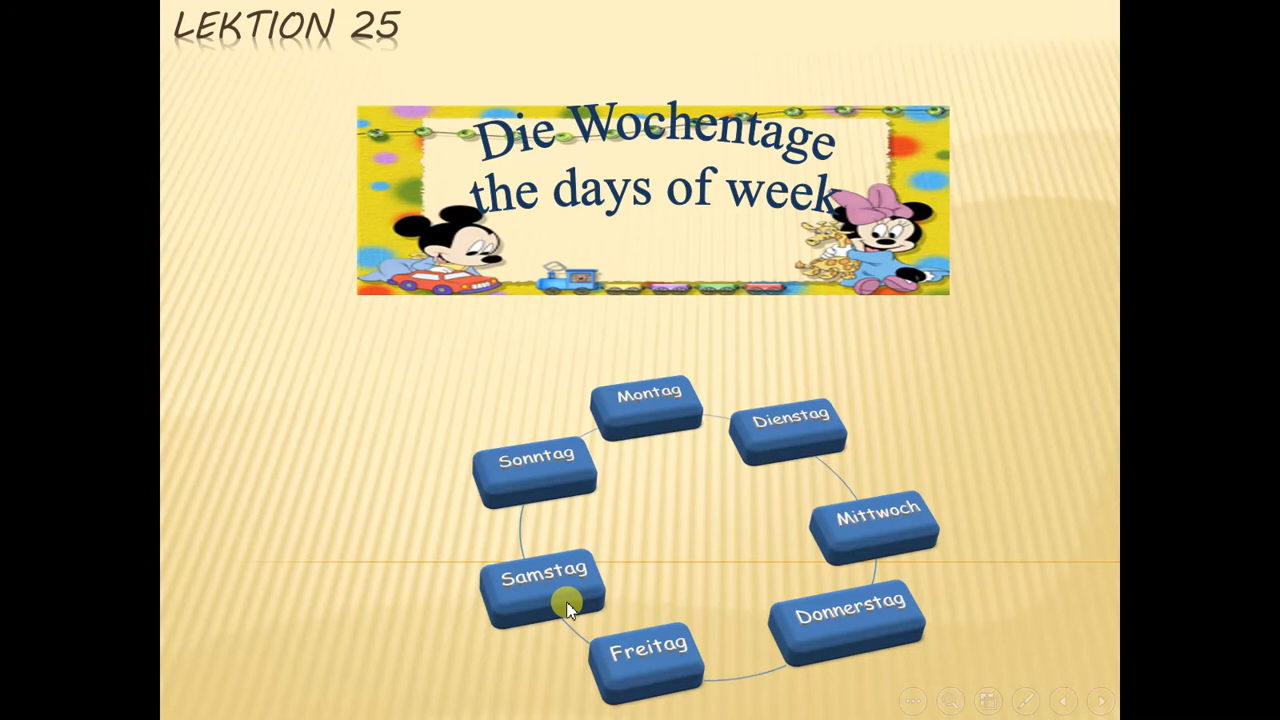 LEKTION 25
Die Wochentage
the days of week
Montag
Dienstag
Mittwoch
Donnerstag
Freitag
Samstag
Sonntag